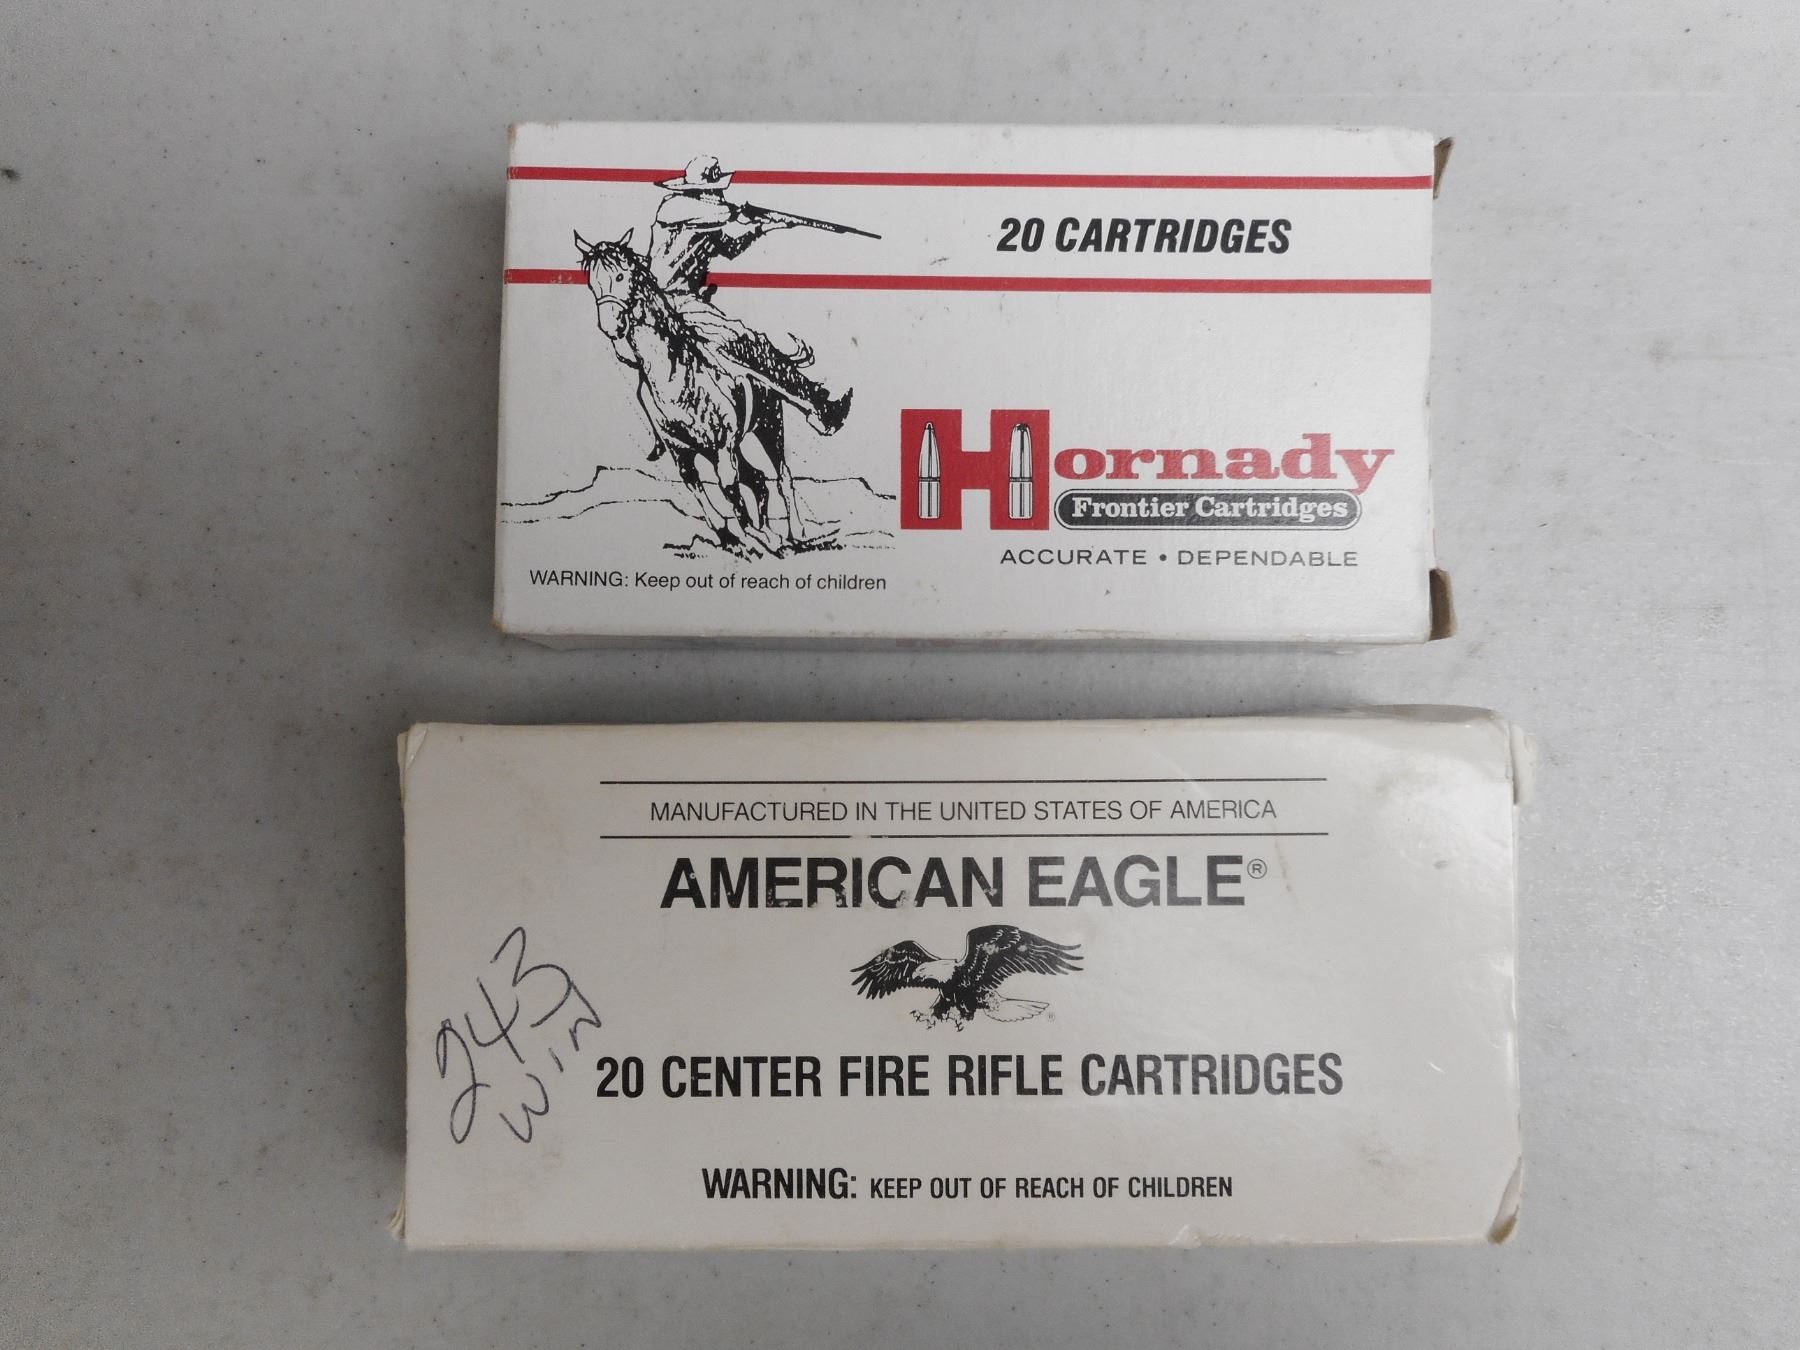 20 CARTRIDGES
Hornady
Frontier Cartridges
ACCURATE • DEPENDABLE
WARNING: Keep out of reach of children
MANUFACTURED IN THE UNITED STATES OF AMERICA
AMERICAN EAGLE®
®
243
WIN
20 CENTER FIRE RIFLE CARTRIDGES
WARNING: KEEP OUT OF REACH OF CHILDREN